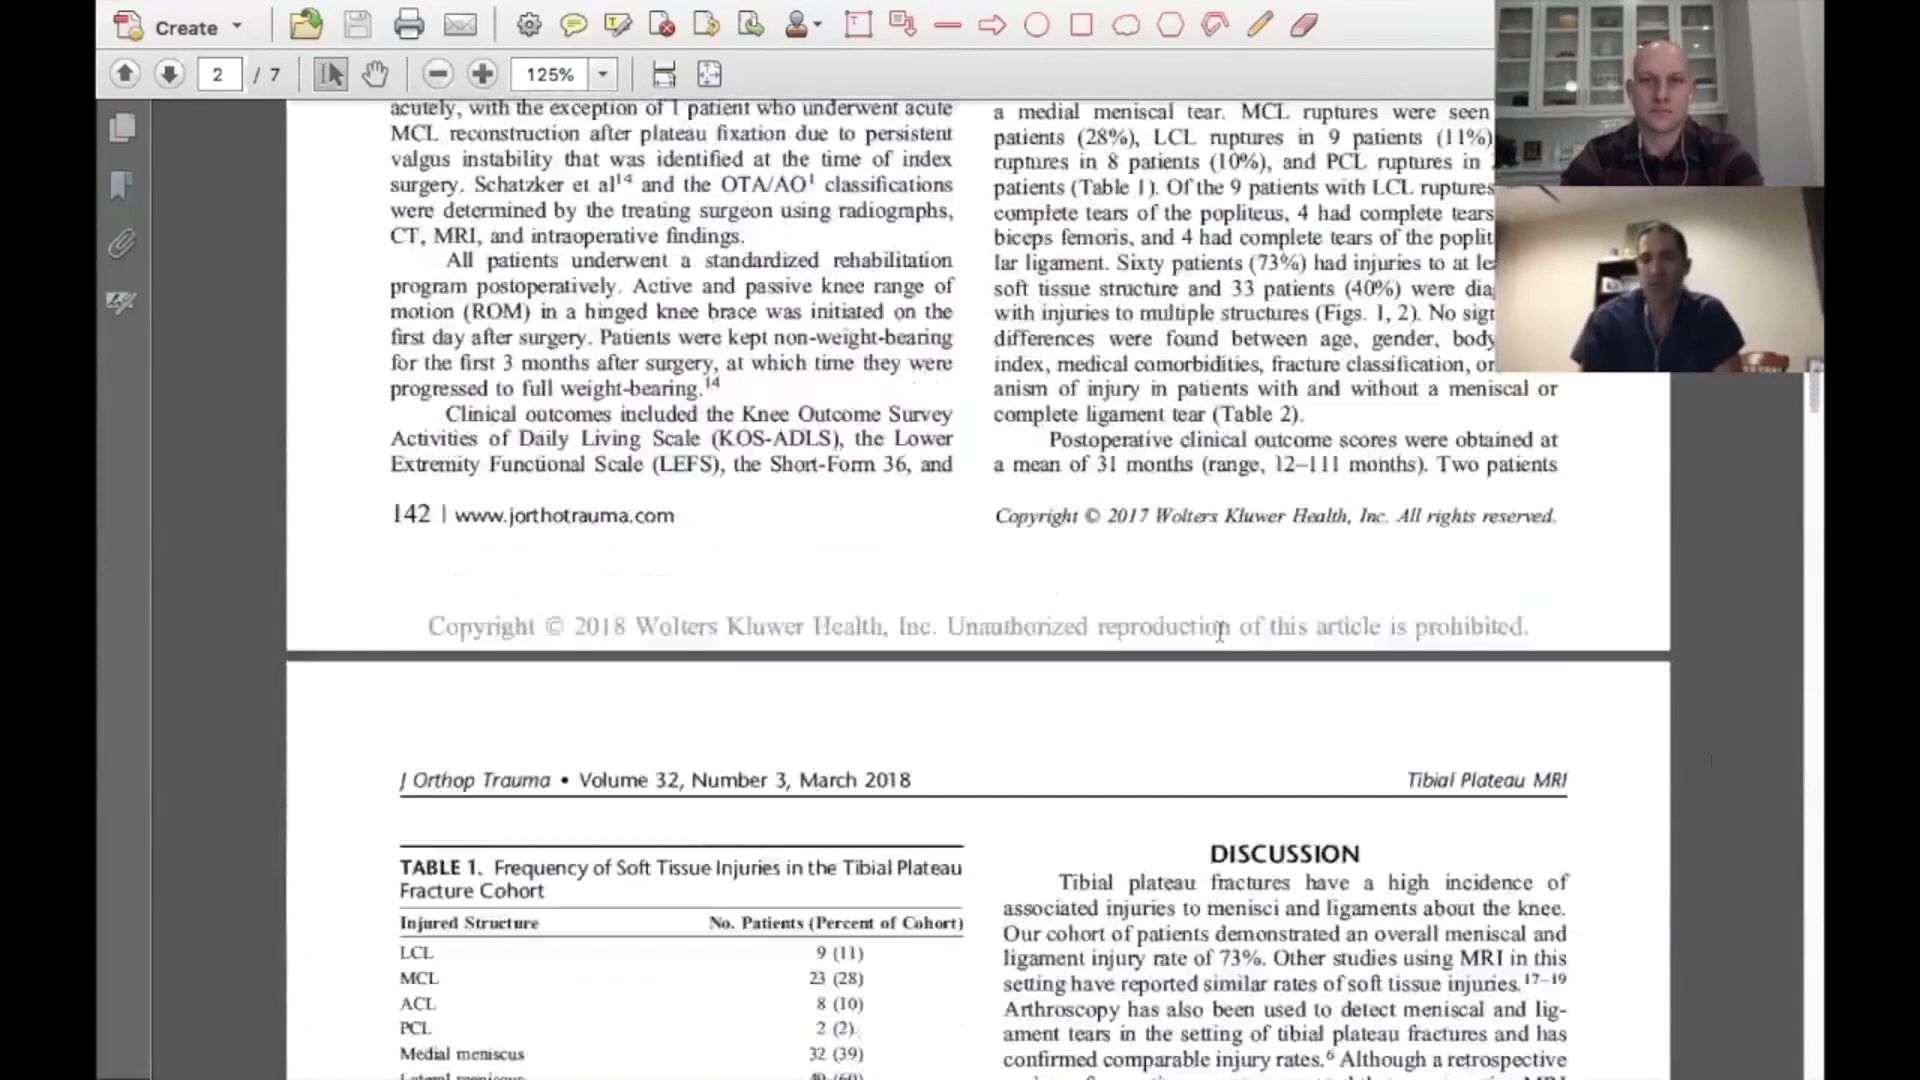 Create
2 / 7
125%
acutely, with the exception of 1 patient who underwent acute
MCL reconstruction after plateau fixation due to persistent
valgus instability that was identified at the time of index
surgery. Schatzker et al14 and the OTA/AO1 classifications
were determined by the treating surgeon using radiographs,
CT, MRI, and intraoperative findings.
All patients underwent a standardized rehabilitation
program postoperatively. Active and passive knee range of
motion (ROM) in a hinged knee brace was initiated on the
first day after surgery. Patients were kept non-weight-bearing
for the first 3 months after surgery, at which time they were
progressed to full weight-bearing.14
Clinical outcomes included the Knee Outcome Survey
Activities of Daily Living Scale (KOS-ADLS), the Lower
Extremity Functional Scale (LEFS), the Short-Form 36, and
a medial meniscal tear. MCL ruptures were seen
patients (28%), LCL ruptures in 9 patients (11%)
ruptures in 8 patients (10%), and PCL ruptures in
patients (Table 1). Of the 9 patients with LCL ruptures
complete tears of the popliteus, 4 had complete tears
biceps femoris, and 4 had complete tears of the poplit
lar ligament. Sixty patients (73%) had injuries to at le
soft tissue structure and 33 patients (40%) were dia
with injuries to multiple structures (Figs. 1, 2). No sig
differences were found between age, gender, body
index, medical comorbidities, fracture classification, or
anism of injury in patients with and without a meniscal or
complete ligament tear (Table 2).
Postoperative clinical outcome scores were obtained at
a mean of 31 months (range, 12–111 months). Two patients
142 | www.jorthotrauma.com
Copyright © 2017 Wolters Kluwer Health, Inc. All rights reserved.
Copyright © 2018 Wolters Kluwer Health, Inc. Unauthorized reproduction of this article is prohibited.
J Orthop Trauma • Volume 32, Number 3, March 2018
Tibial Plateau MRI
TABLE 1. Frequency of Soft Tissue Injuries in the Tibial Plateau
Fracture Cohort
Injured Structure No. Patients (Percent of Cohort)
LCL 9 (11)
MCL 23 (28)
ACL 8 (10)
PCL 2 (2)
Medial meniscus 32 (39)
DISCUSSION
Tibial plateau fractures have a high incidence of
associated injuries to menisci and ligaments about the knee.
Our cohort of patients demonstrated an overall meniscal and
ligament injury rate of 73%. Other studies using MRI in this
setting have reported similar rates of soft tissue injuries.17–19
Arthroscopy has also been used to detect meniscal and lig-
ament tears in the setting of tibial plateau fractures and has
confirmed comparable injury rates.6 Although a retrospective